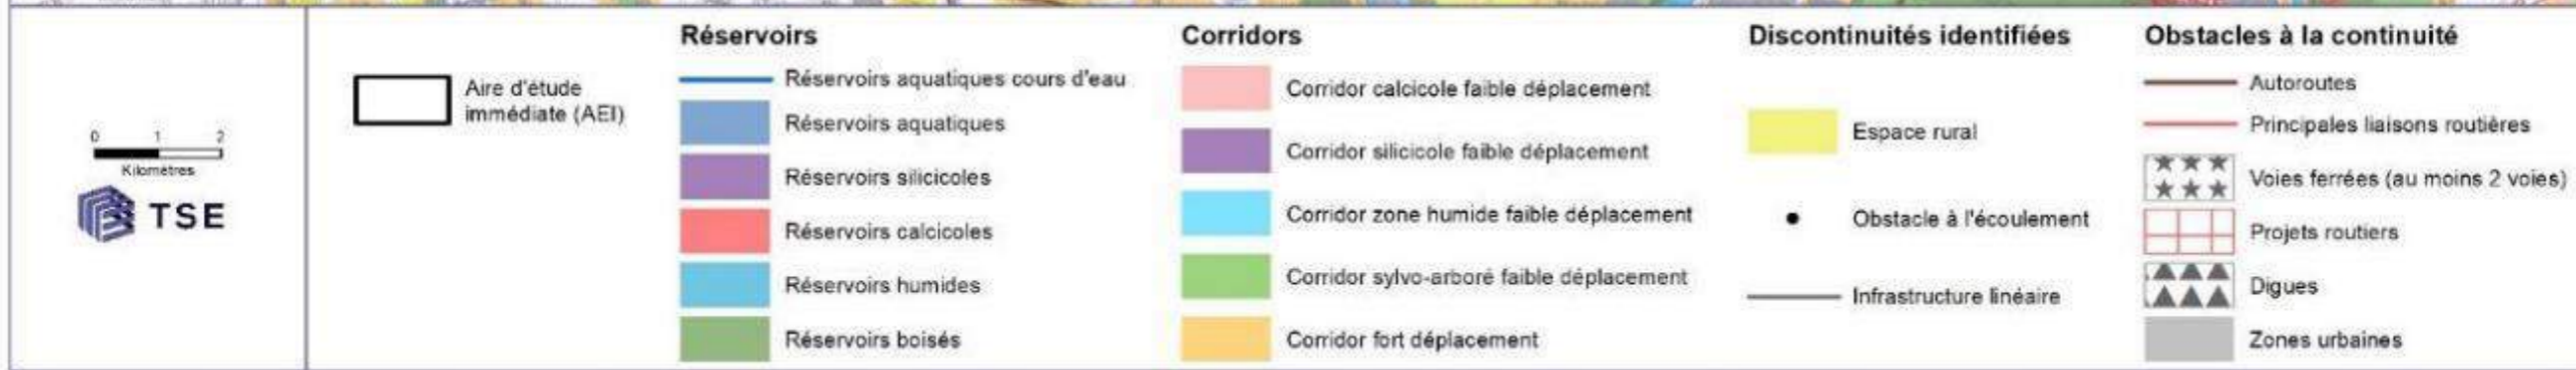 0 1 2
Kilomètres
TSE
Aire d'étude
immédiate (AEI)
Réservoirs
Réservoirs aquatiques cours d'eau
Réservoirs aquatiques
Réservoirs silicicoles
Réservoirs calcicoles
Réservoirs humides
Réservoirs boisés
Corridors
Corridor calcicole faible déplacement
Corridor silicicole faible déplacement
Corridor zone humide faible déplacement
Corridor sylvo-arboré faible déplacement
Corridor fort déplacement
Discontinuités identifiées
Espace rural
Obstacle à l'écoulement
Infrastructure linéaire
Obstacles à la continuité
Autoroutes
Principales liaisons routières
Voies ferrées (au moins 2 voies)
Projets routiers
Digues
Zones urbaines